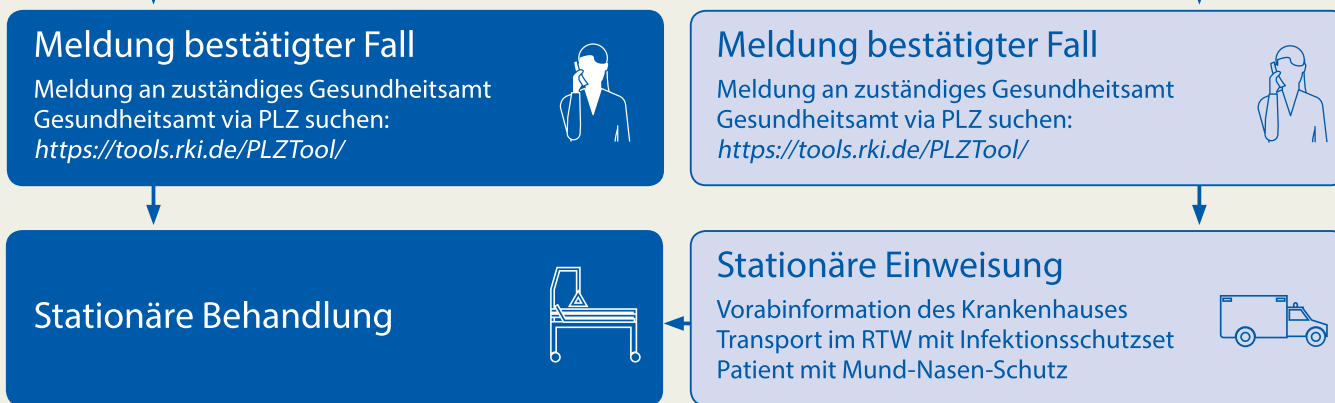 Meldung bestätigter Fall
Meldung an zuständiges Gesundheitsamt
Gesundheitsamt via PLZ suchen:
https://tools.rki.de/PLZTool/
Meldung bestätigter Fall
Meldung an zuständiges Gesundheitsamt
Gesundheitsamt via PLZ suchen:
https://tools.rki.de/PLZTool/
Stationäre Behandlung
Stationäre Einweisung
Vorabinformation des Krankenhauses
Transport im RTW mit Infektionsschutzset
Patient mit Mund-Nasen-Schutz